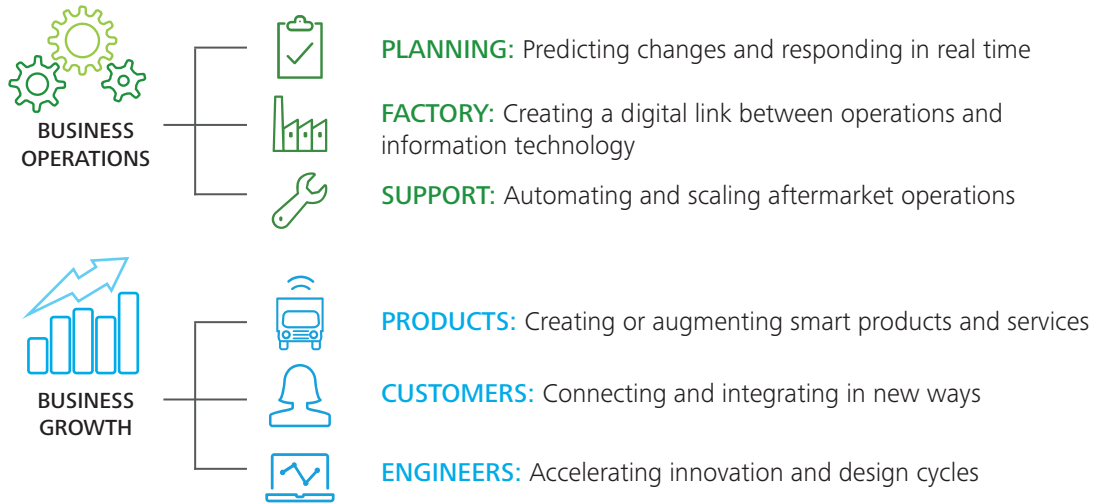 PLANNING: Predicting changes and responding in real time
BUSINESS
OPERATIONS
FACTORY: Creating a digital link between operations and
information technology
SUPPORT: Automating and scaling aftermarket operations
PRODUCTS: Creating or augmenting smart products and services
BUSINESS
GROWTH
CUSTOMERS: Connecting and integrating in new ways
ENGINEERS: Accelerating innovation and design cycles